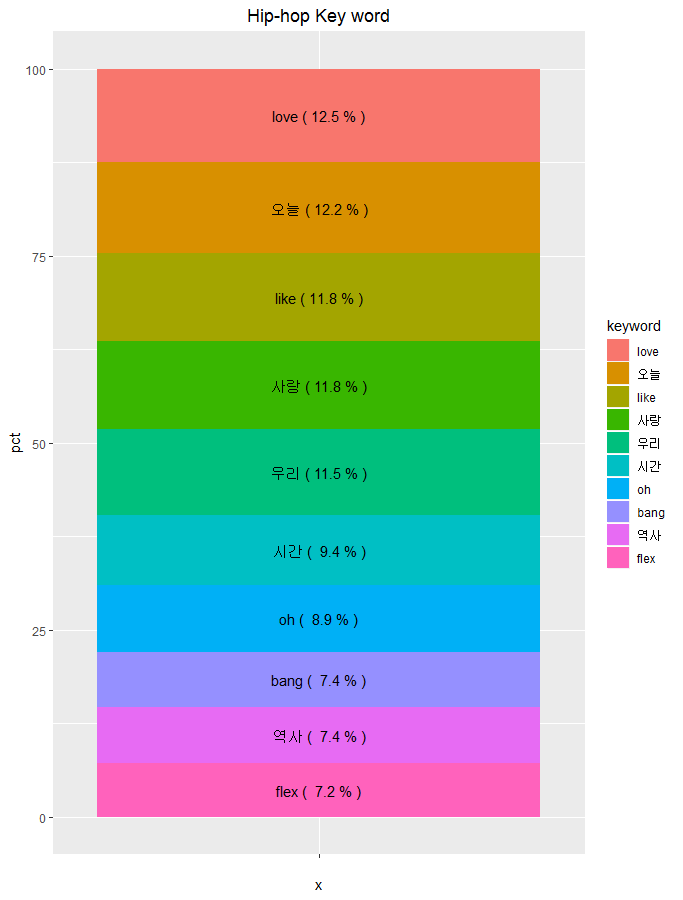 Hip-hop Key word
100
75
50
25
0
pct
x
love ( 12.5 % )
오늘 ( 12.2 % )
like ( 11.8 % )
사랑 ( 11.8 % )
우리 ( 11.5 % )
시간 (  9.4 % )
oh (  8.9 % )
bang (  7.4 % )
역사 (  7.4 % )
flex (  7.2 % )
keyword
love
오늘
like
사랑
우리
시간
oh
bang
역사
flex